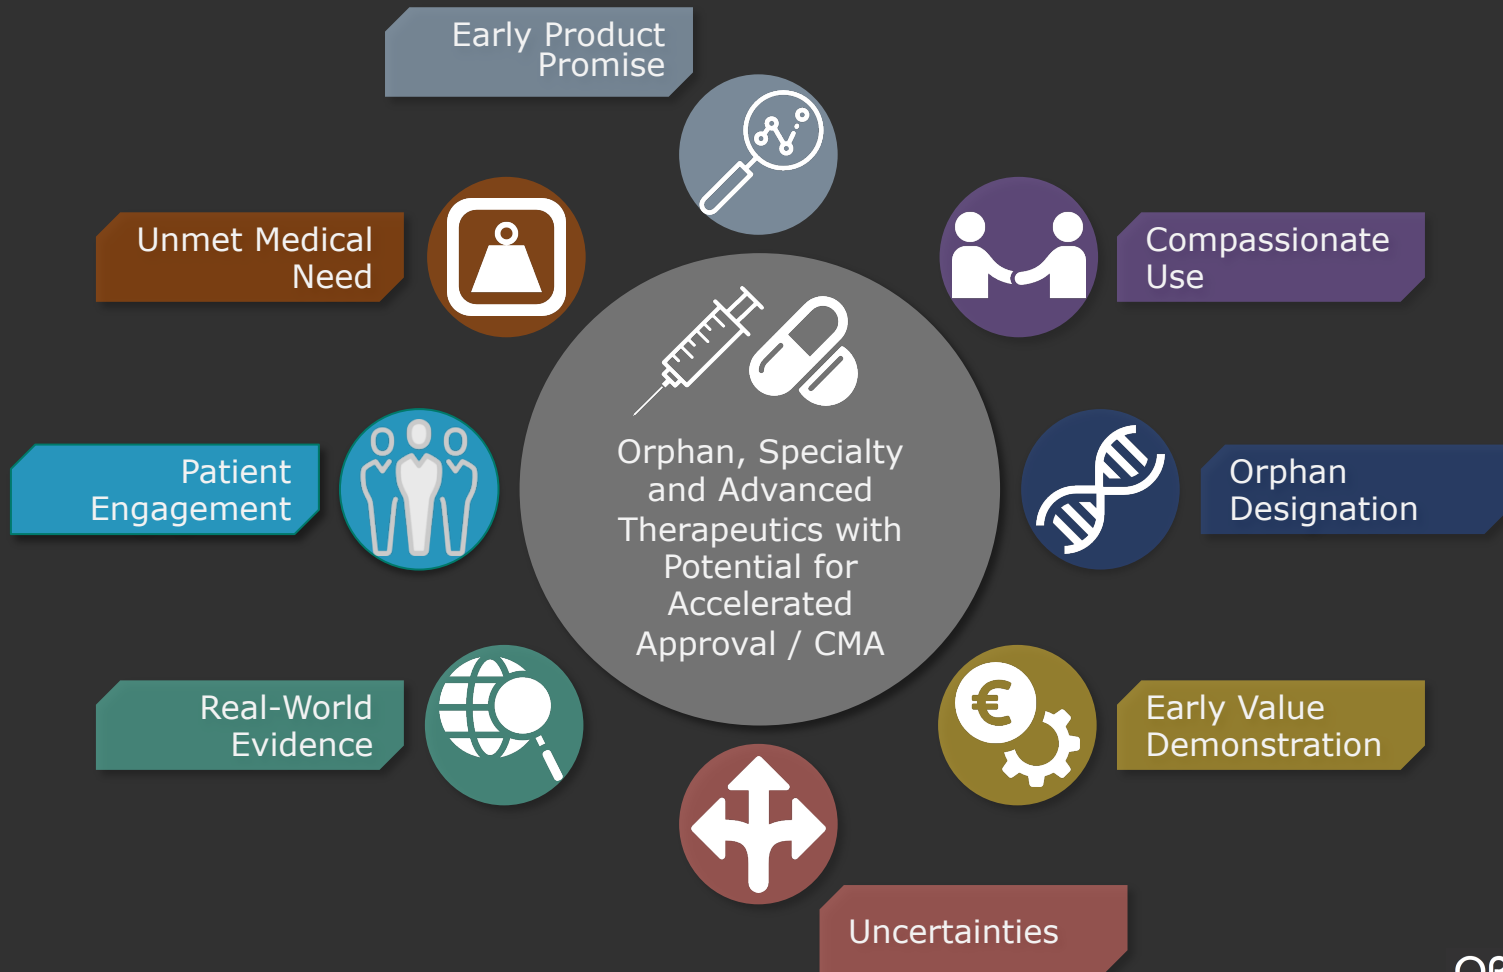 Early Product
Promise
Unmet Medical
Need
Compassionate
Use
Orphan, Specialty
and Advanced
Therapeutics with
Potential for
Accelerated
Approval / CMA
Patient
Engagement
Orphan
Designation
€
Real-World
Evidence
Early Value
Demonstration
Uncertainties